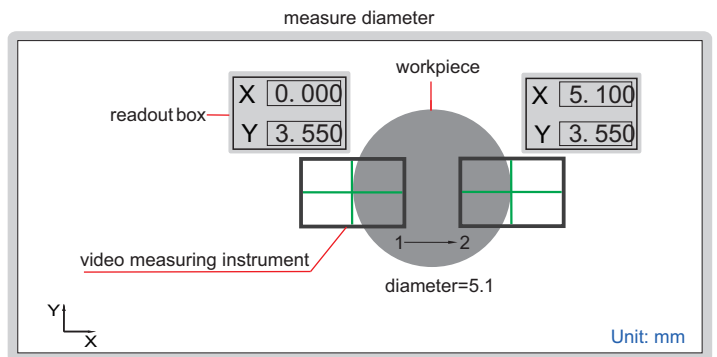 measure diameter
workpiece
X 0. 000
Y 3. 550
X 5. 100
Y 3. 550
readout box
1 2
video measuring instrument
diameter=5.1
Y
X
Unit: mm